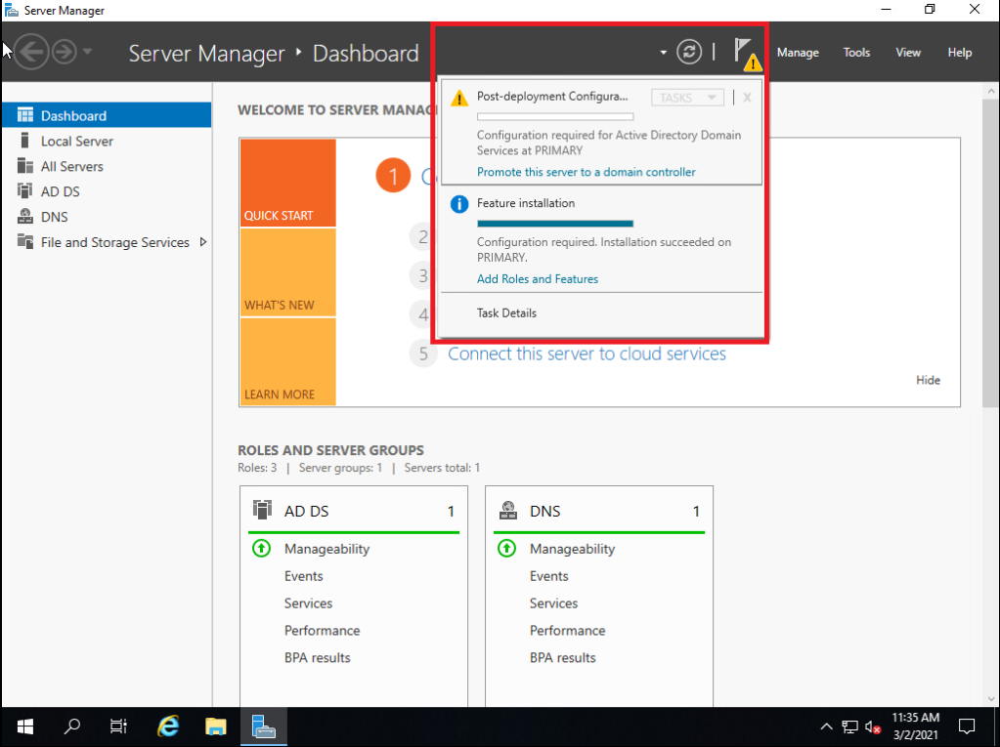 Server Manager
Server Manager Dashboard
Manage Tools View Help
Dashboard
Local Server
All Servers
AD DS
DNS
File and Storage Services
WELCOME TO SERVER MANAG
QUICK START
WHAT'S NEW
LEARN MORE
1
2
3
4
5 Connect this server to cloud services
Hide
Post-deployment Configura... TASKS X
Configuration required for Active Directory Domain
Services at PRIMARY
Promote this server to a domain controller
Feature installation
Configuration required. Installation succeeded on
PRIMARY.
Add Roles and Features
Task Details
ROLES AND SERVER GROUPS
Roles: 3 | Server groups: 1 | Servers total: 1
AD DS 1
Manageability
Events
Services
Performance
BPA results
DNS 1
Manageability
Events
Services
Performance
BPA results
11:35 AM
3/2/2021